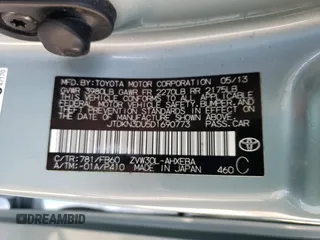 MFD. BY: TOYOTA MOTOR CORPORATION 05/13
GVWR 3980LB GAWR FR 2270LB RR 2175LB
THIS VEHICLE CONFORMS TO ALL APPLICABLE
FEDERAL MOTOR VEHICLE SAFETY, BUMPER, AND
THEFT PREVENTION STANDARDS IN EFFECT ON
THE DATE OF MANUFACTURE SHOWN ABOVE.
JTDKN3DU5D1690773 PASS. CAR
TOYOTA
C/TR: 781/FB60 ZVW30L-AHXEBA
A/TM: -01A/P410 MADE IN JAPAN 460 C